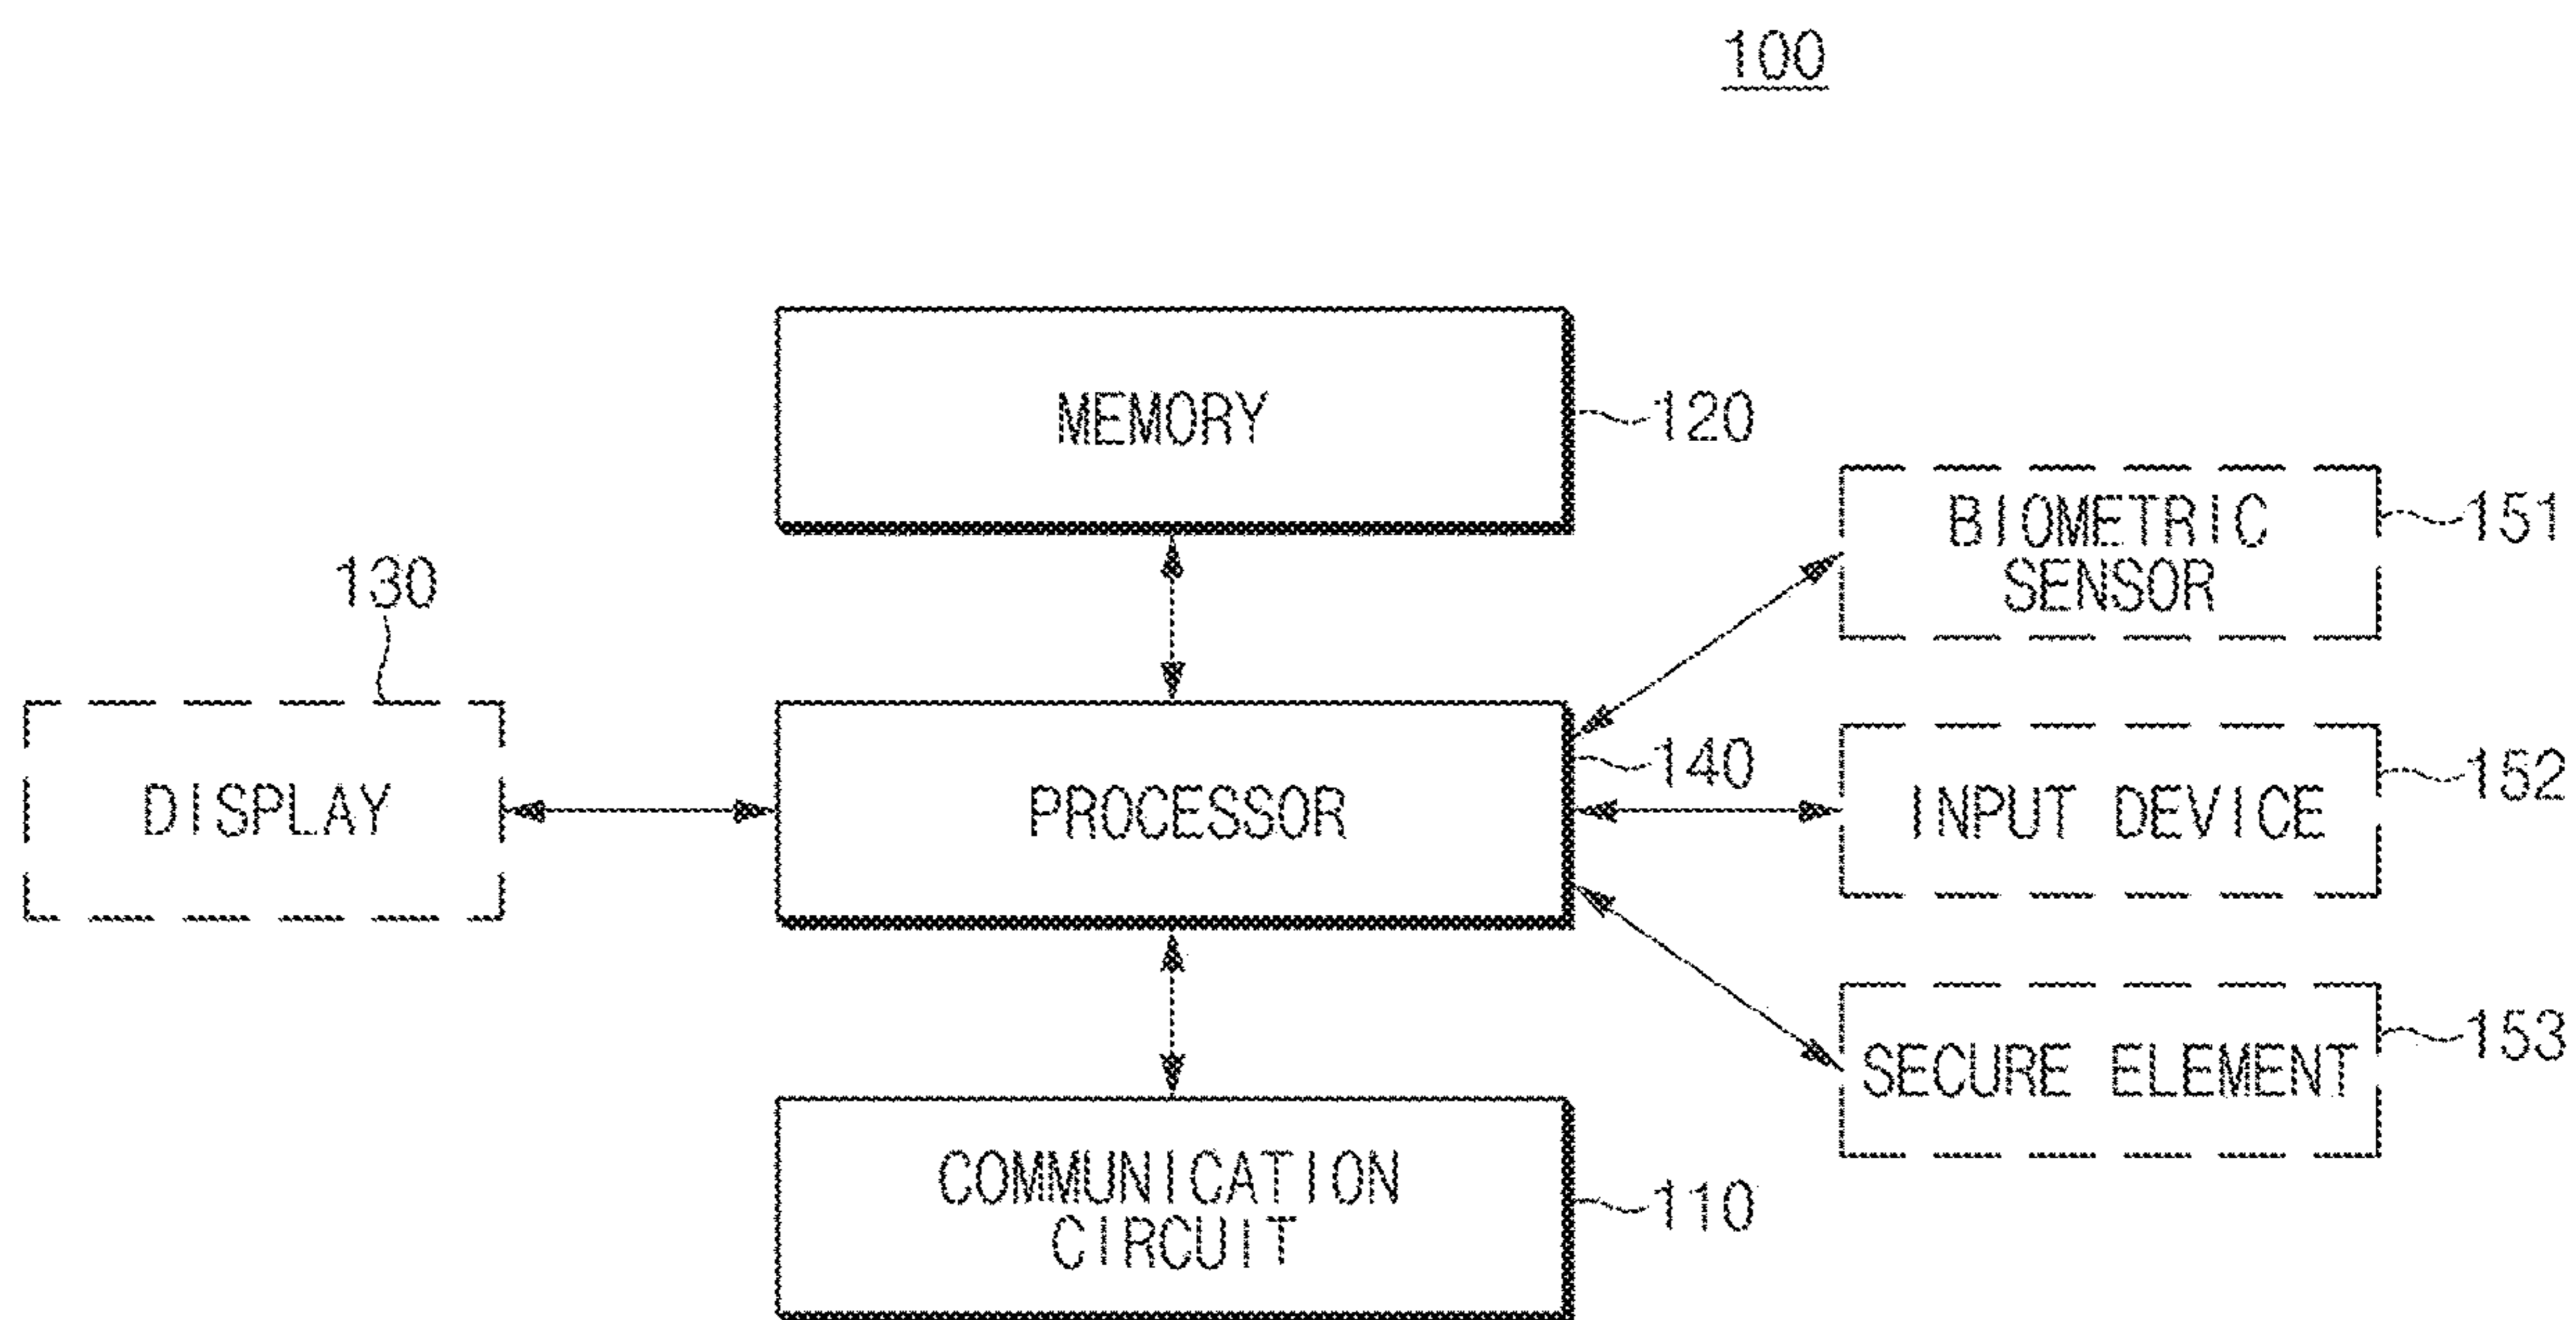 100
MEMORY
120
BIOMETRIC
SENSOR
151
130
DISPLAY
PROCESSOR
140
INPUT DEVICE
152
SECURE ELEMENT
153
COMMUNICATION
CIRCUIT
110